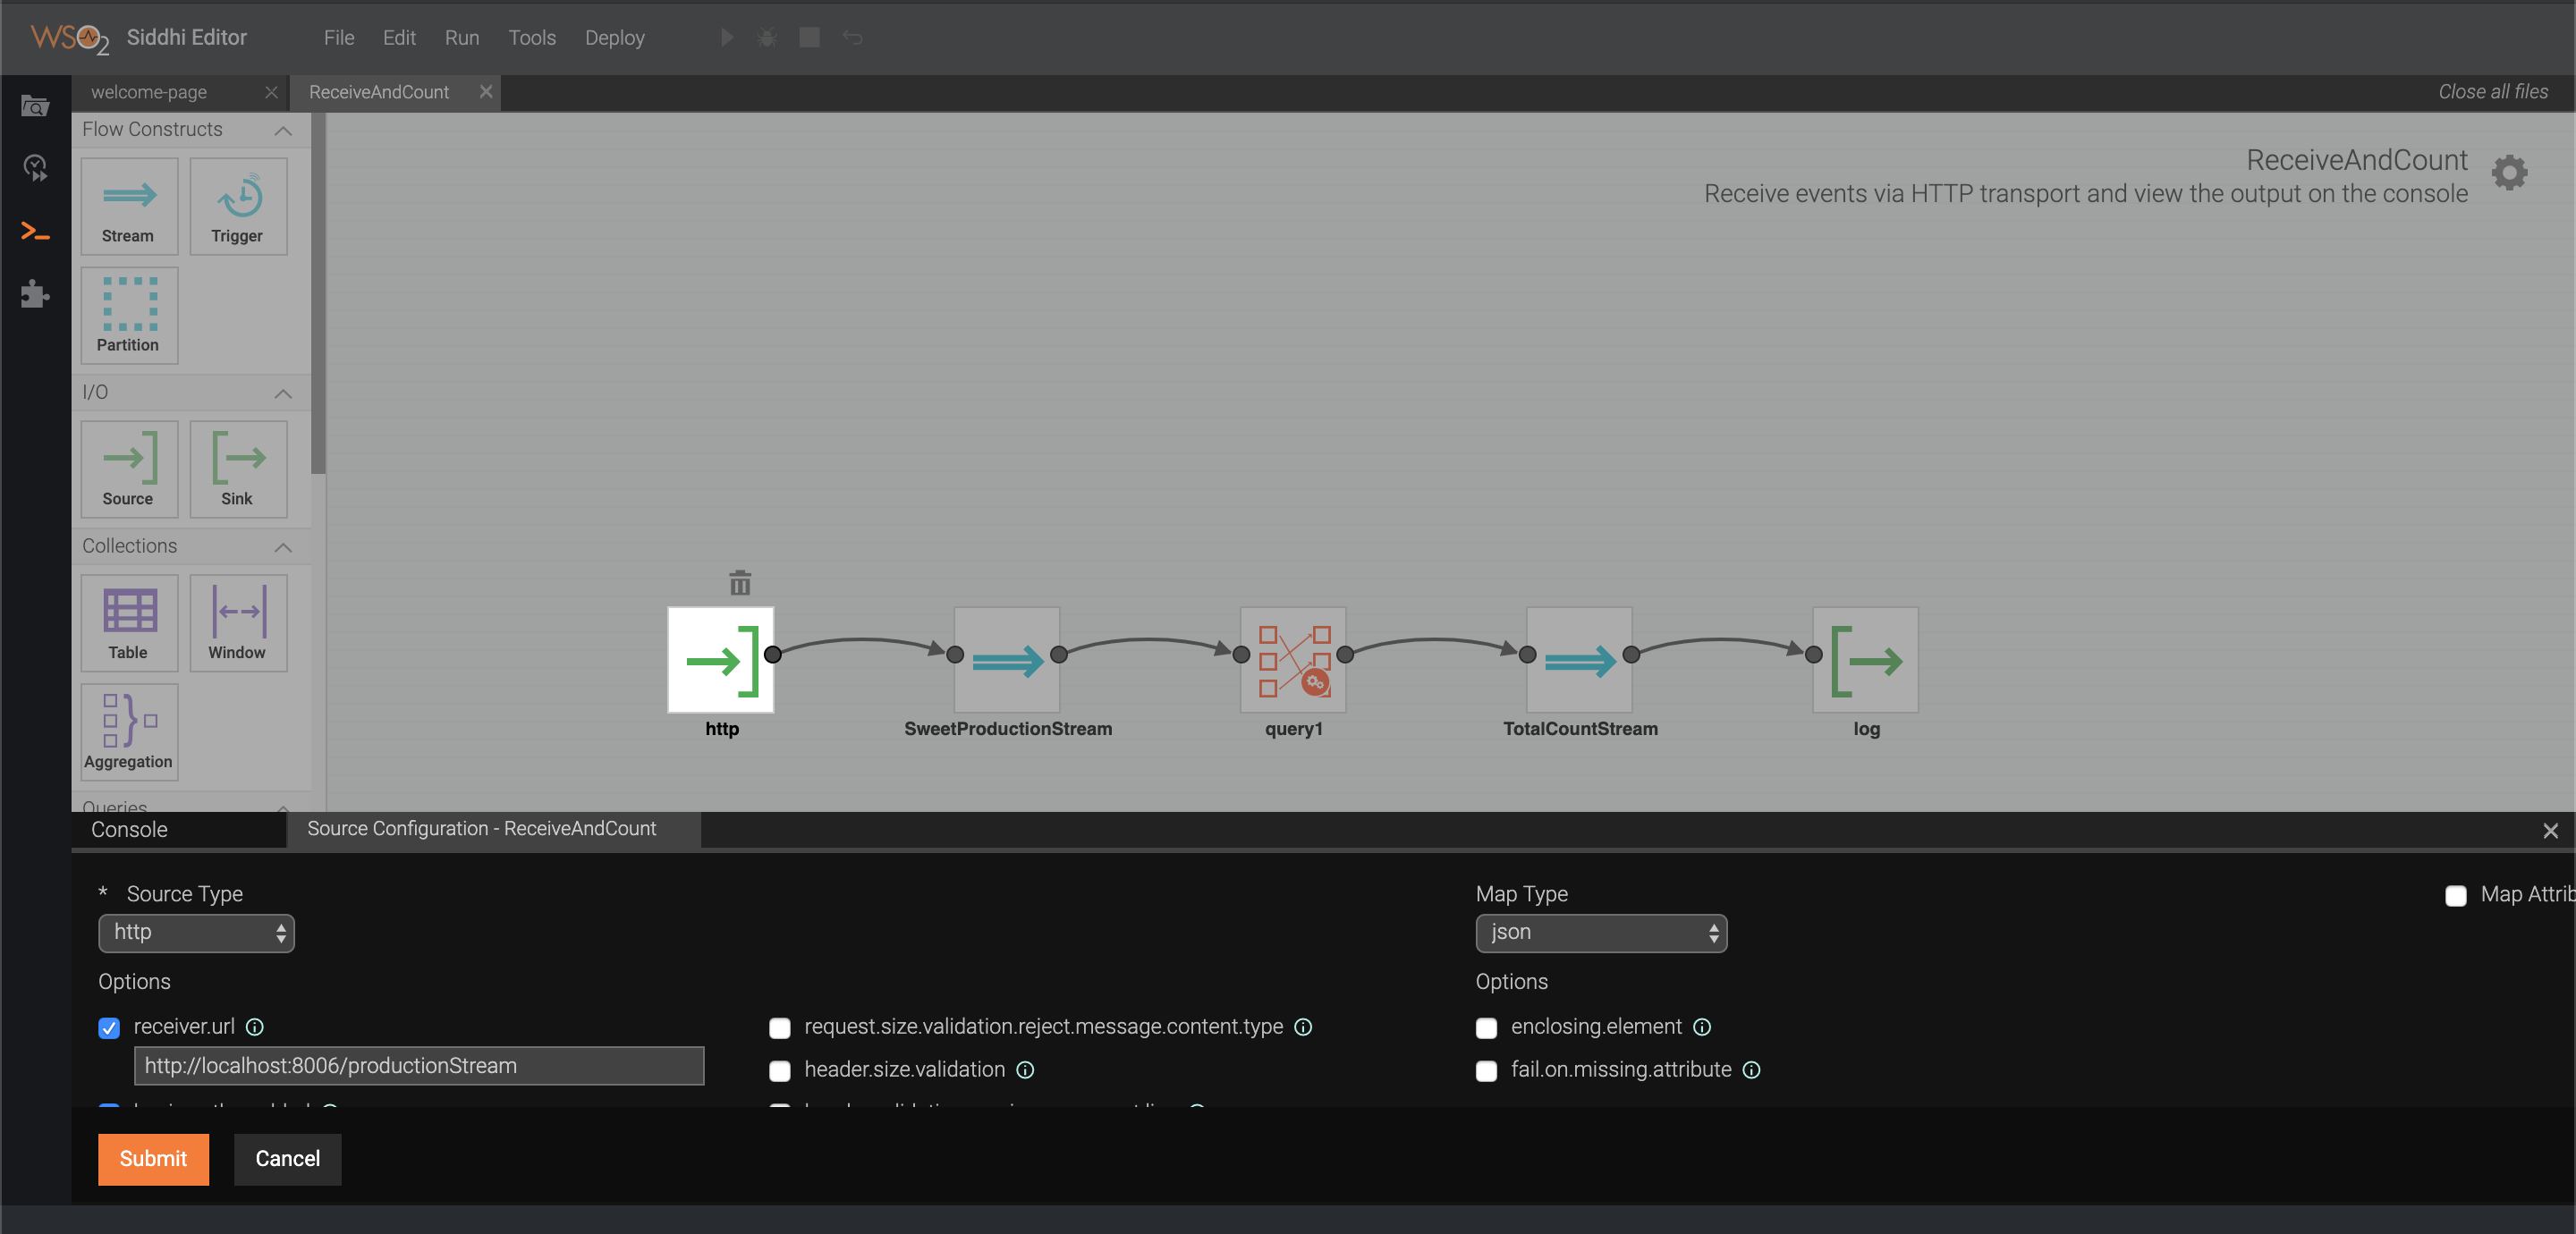 WSO2 Siddhi Editor File Edit Run Tools Deploy
welcome-page ReceiveAndCount Close all files
Flow Constructs
Stream Trigger
Partition
I/O
Source Sink
Collections
Table Window
Aggregation
Queries
ReceiveAndCount
Receive events via HTTP transport and view the output on the console
http SweetProductionStream query1 TotalCountStream log
Console Source Configuration - ReceiveAndCount
* Source Type
http
Options
receiver.url
http://localhost:8006/productionStream
request.size.validation.reject.message.content.type
header.size.validation
Map Type
json
Options
enclosing.element
fail.on.missing.attribute
Map Attrib
Submit Cancel